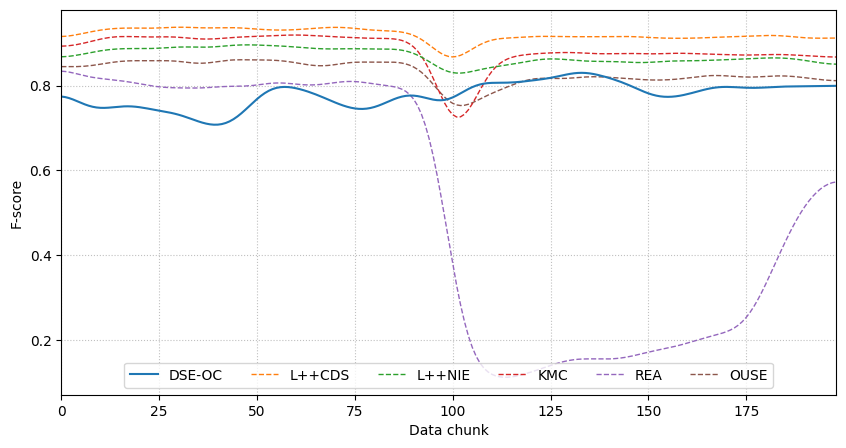 F-score
0.8
0.6
0.4
0.2
DSE-OC L++CDS L++NIE KMC REA OUSE
0 25 50 75 100 125 150 175
Data chunk